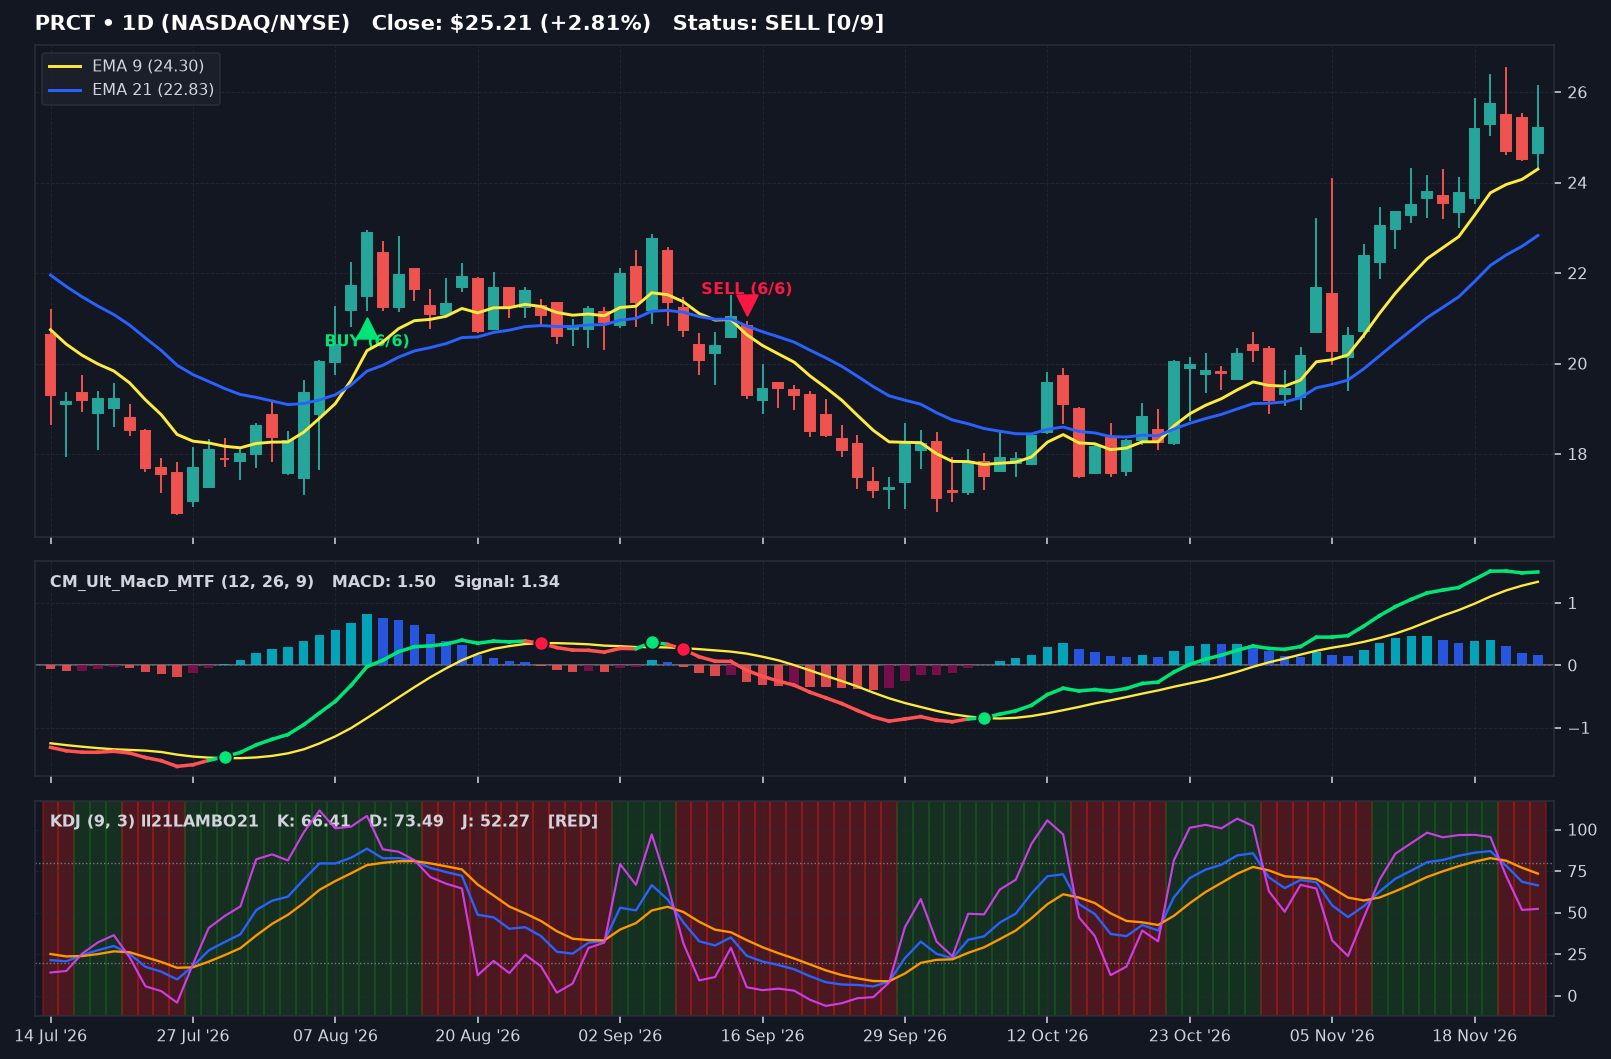 PRCT • 1D (NASDAQ/NYSE)   Close: $25.21 (+2.81%)   Status: SELL [0/9]
EMA 9 (24.30)
EMA 21 (22.83)
26
24
22
20
18
SELL (6/6)
BUY (6/6)
CM_Ult_MacD_MTF (12, 26, 9)   MACD: 1.50   Signal: 1.34
1
0
−1
KDJ (9, 3) II21LAMBO21   K: 66.41   D: 73.49   J: 52.27   [RED]
100
75
50
25
0
14 Jul '26   27 Jul '26   07 Aug '26   20 Aug '26   02 Sep '26   16 Sep '26   29 Sep '26   12 Oct '26   23 Oct '26   05 Nov '26   18 Nov '26